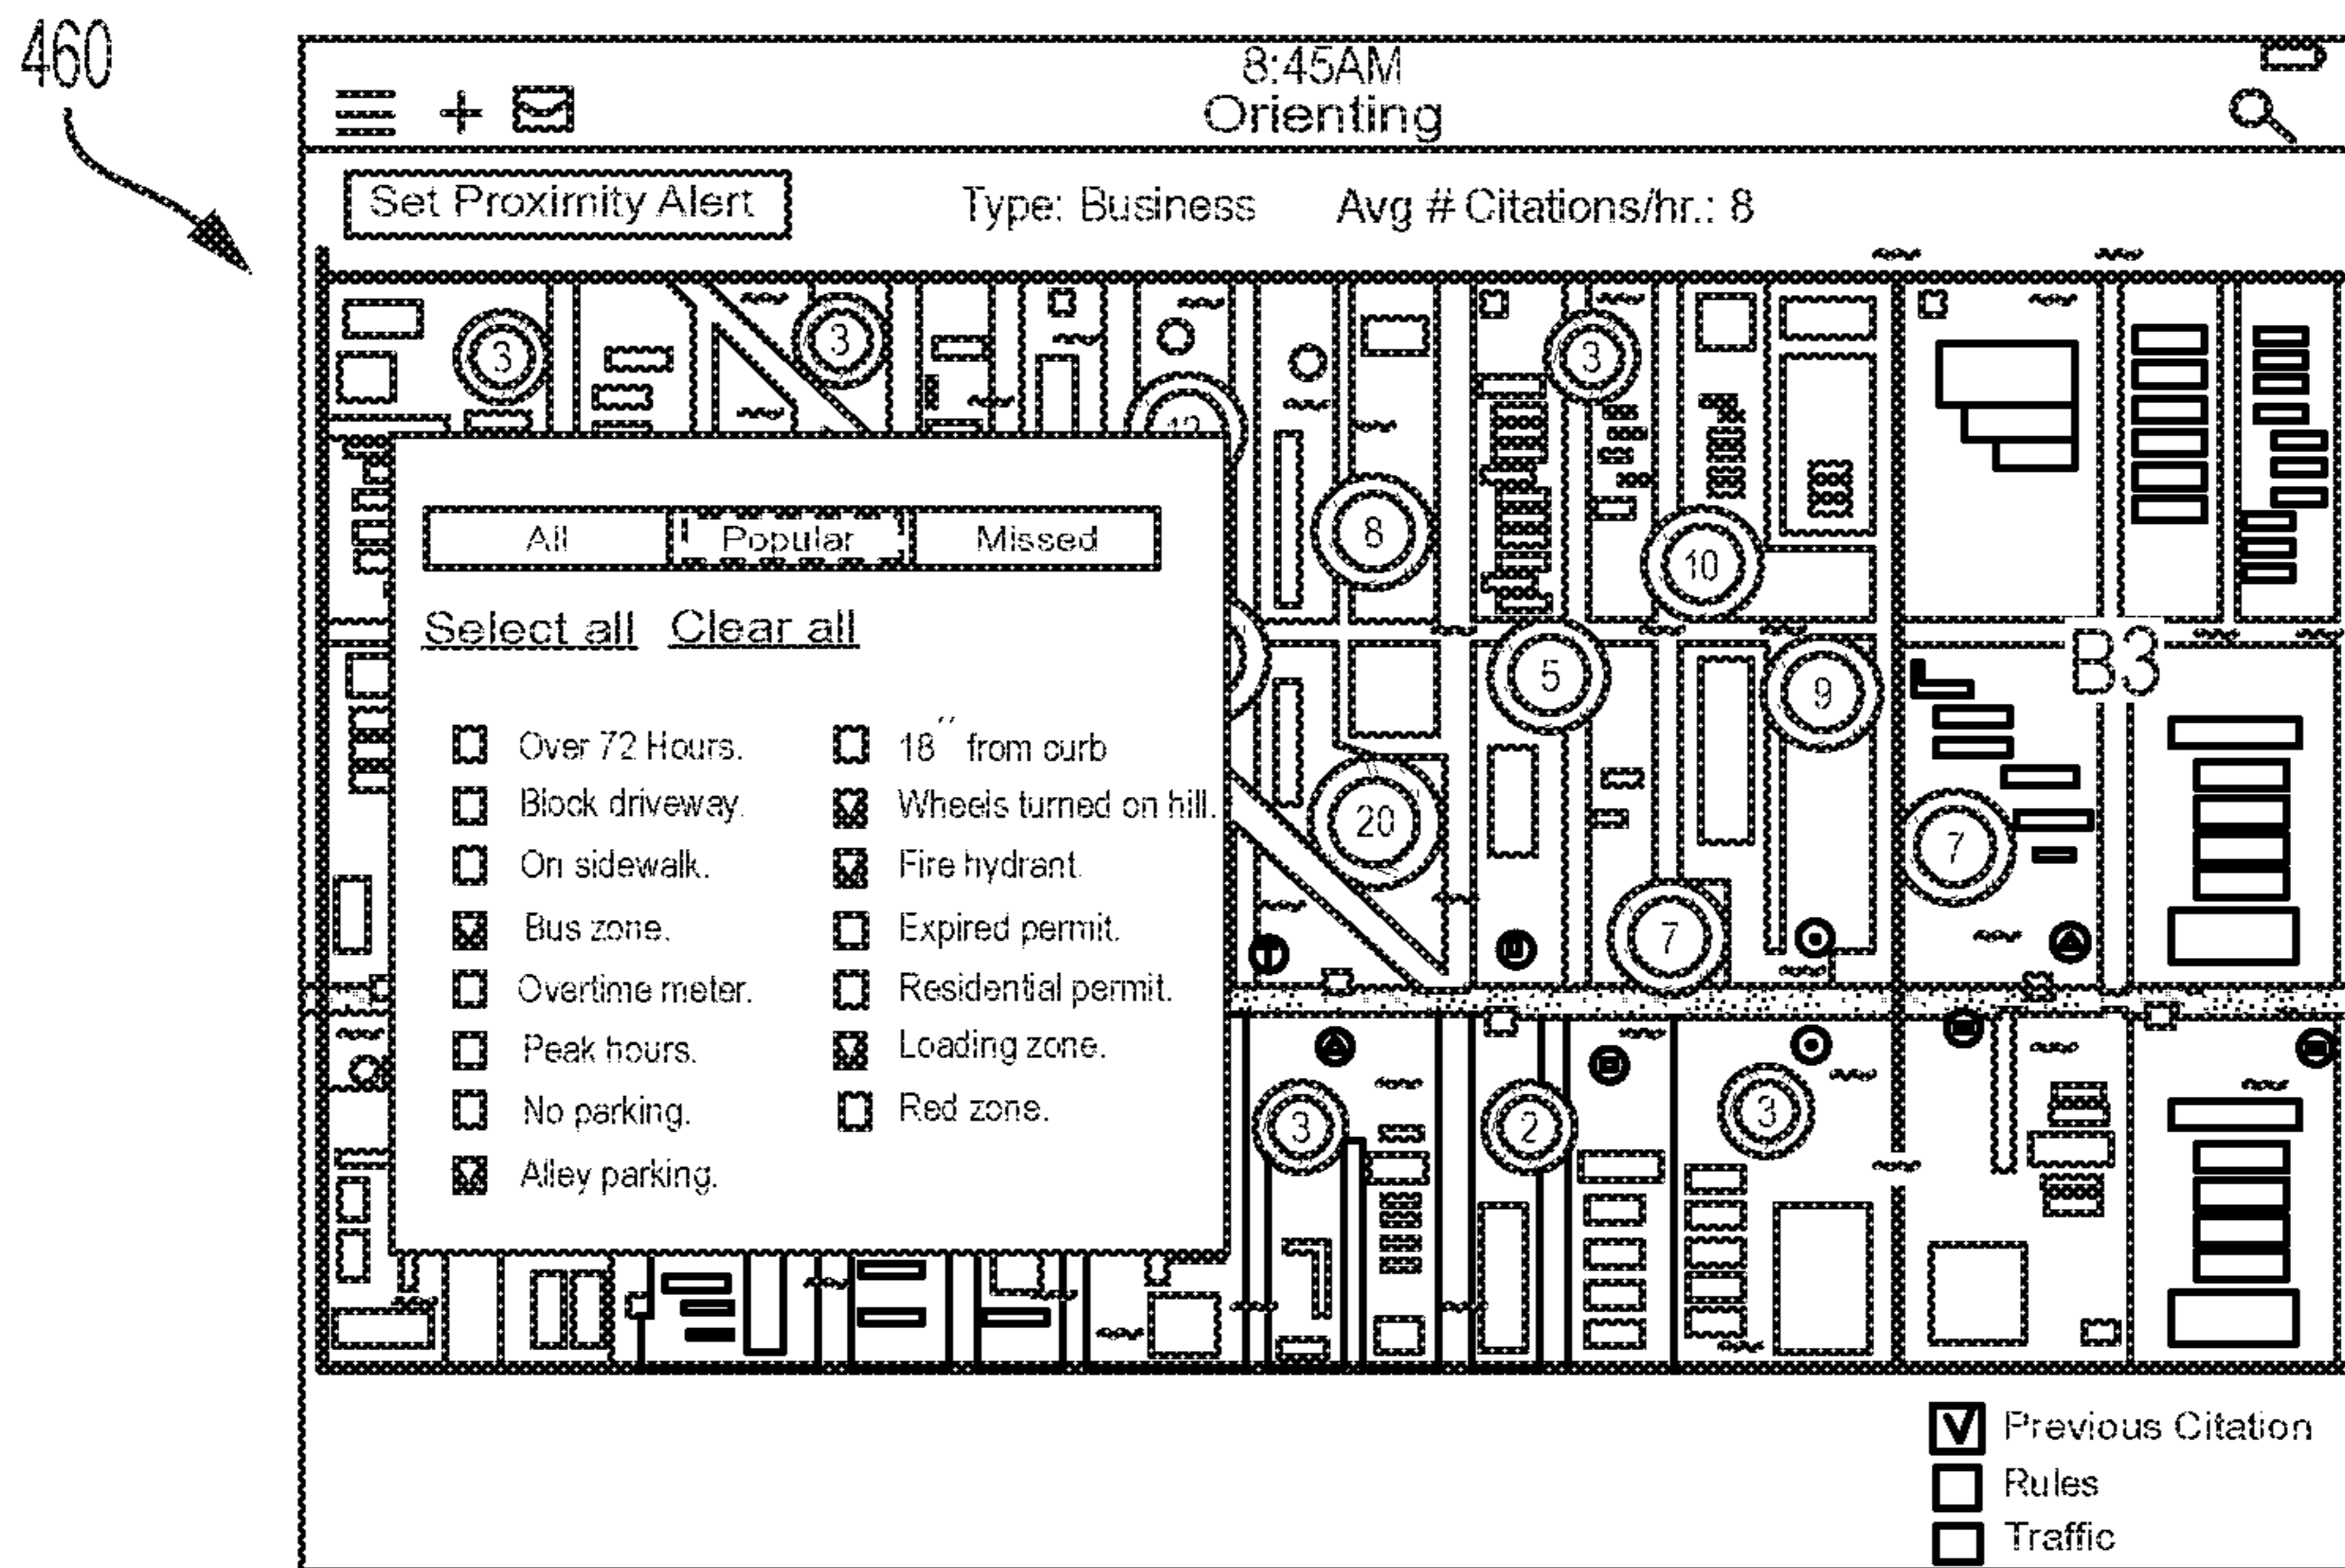 460
8:45AM
Orienting
Set Proximity Alert
Type: Business
Avg # Citations/hr.: 8
3
3
3
12
8
10
All
Popular
Missed
Select all
Clear all
B3
5
9
Over 72 Hours.
18″ from curb
Block driveway.
Wheels turned on hill.
20
7
On sidewalk.
Fire hydrant.
Bus zone.
Expired permit.
7
Overtime meter.
Residential permit.
Peak hours.
Loading zone.
No parking.
Red zone.
3
2
3
Alley parking.
Previous Citation
Rules
Traffic